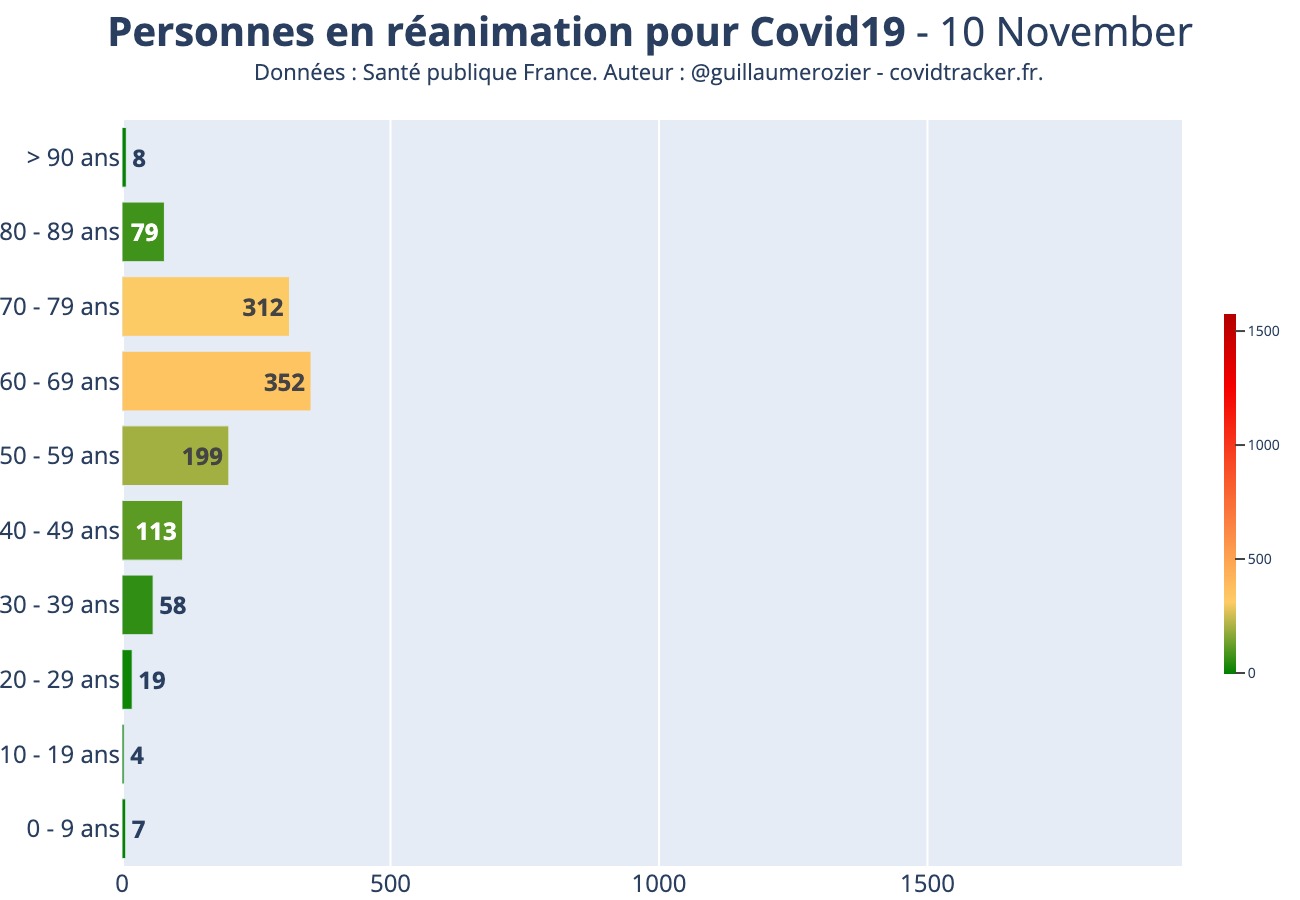 Personnes en réanimation pour Covid19 - 10 November
Données : Santé publique France. Auteur : @guillaumerozier - covidtracker.fr.
> 90 ans 8
80 - 89 ans 79
70 - 79 ans 312
60 - 69 ans 352
50 - 59 ans 199
40 - 49 ans 113
30 - 39 ans 58
20 - 29 ans 19
10 - 19 ans 4
0 - 9 ans 7
0 500 1000 1500
1500
1000
500
0